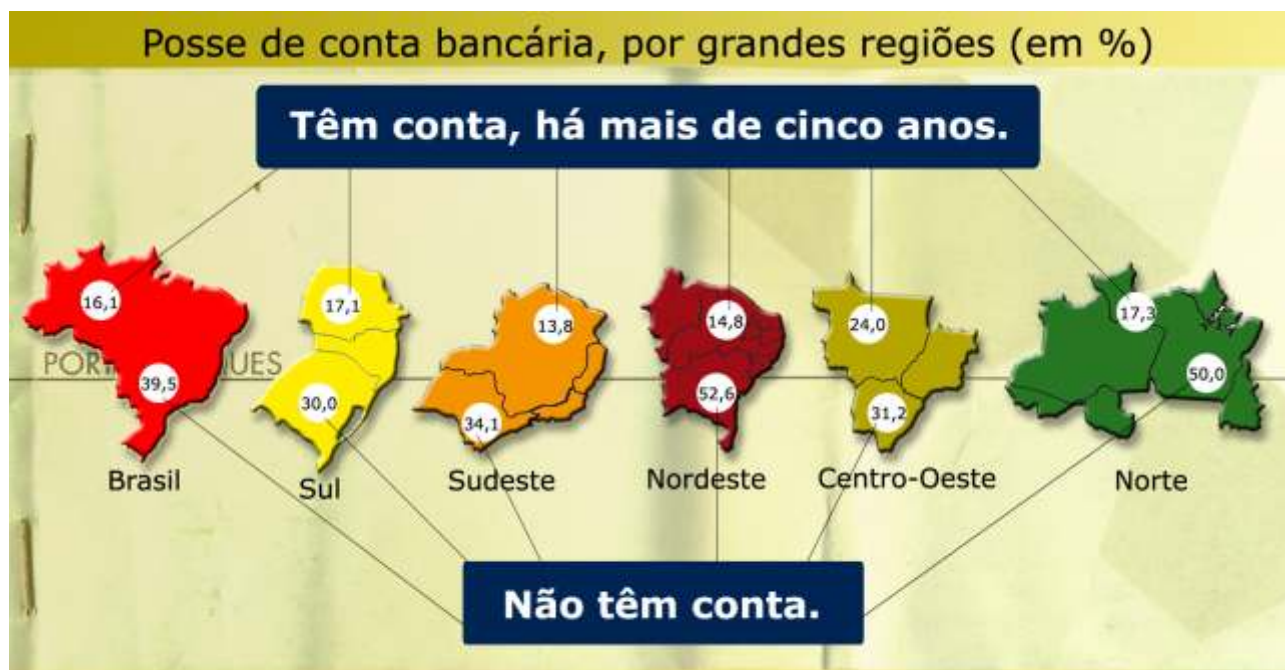 Posse de conta bancária, por grandes regiões (em %)
Têm conta, há mais de cinco anos.
16,1
17,1
13,8
14,8
24,0
17,3
39,5
30,0
34,1
52,6
31,2
50,0
Brasil
Sul
Sudeste
Nordeste
Centro-Oeste
Norte
Não têm conta.